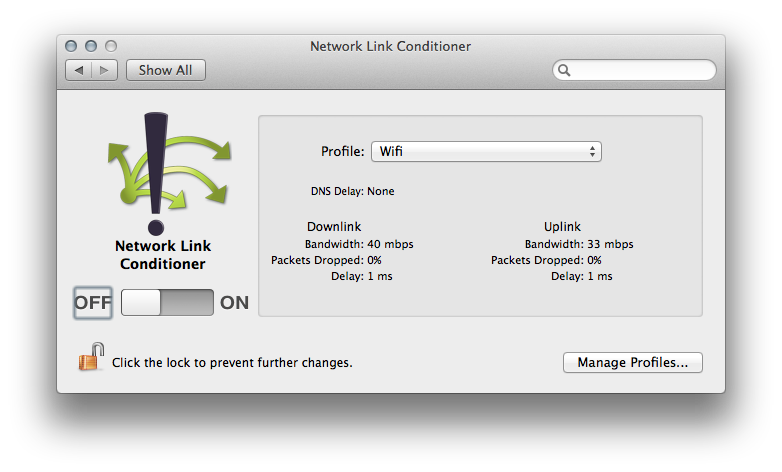 Network Link Conditioner
Show All
Profile: Wifi
DNS Delay: None
Downlink
Bandwidth: 40 mbps
Packets Dropped: 0%
Delay: 1 ms
Uplink
Bandwidth: 33 mbps
Packets Dropped: 0%
Delay: 1 ms
Network Link
Conditioner
OFF ON
Click the lock to prevent further changes.
Manage Profiles...